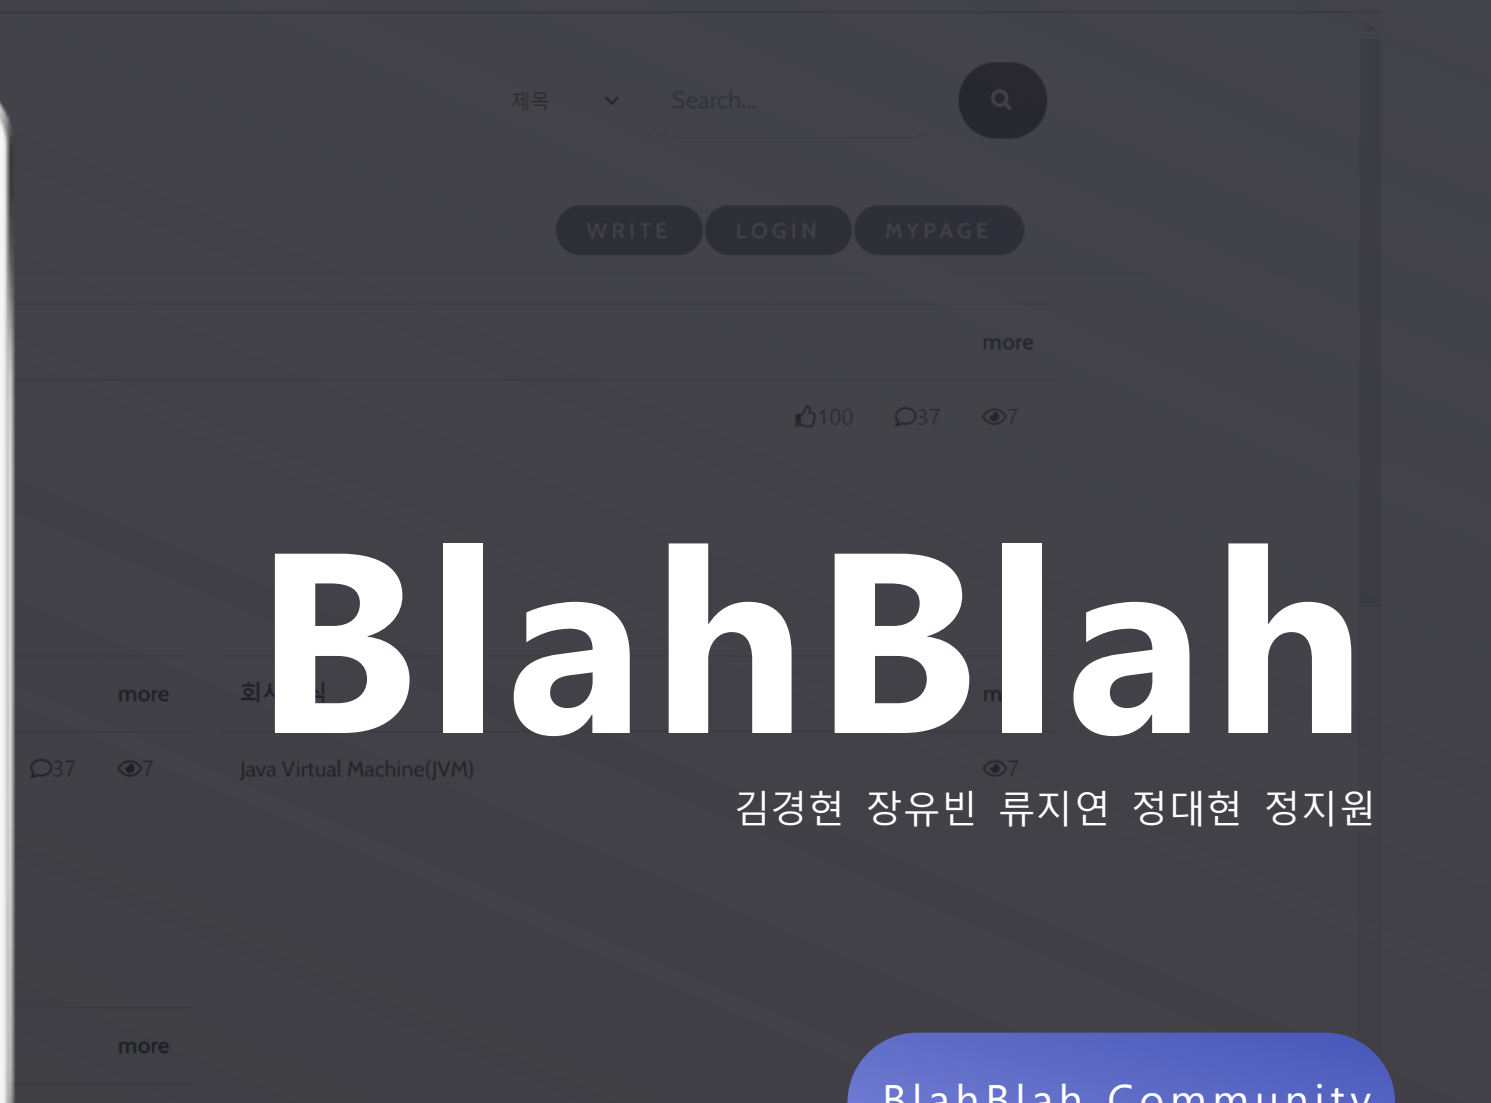 제목 Search...
WRITE LOGIN MYPAGE
more
100 37 7
BlahBlah
more
37 7 Java Virtual Machine(JVM) 7
김경현 장유빈 류지연 정대현 정지원
more
BlahBlah Community